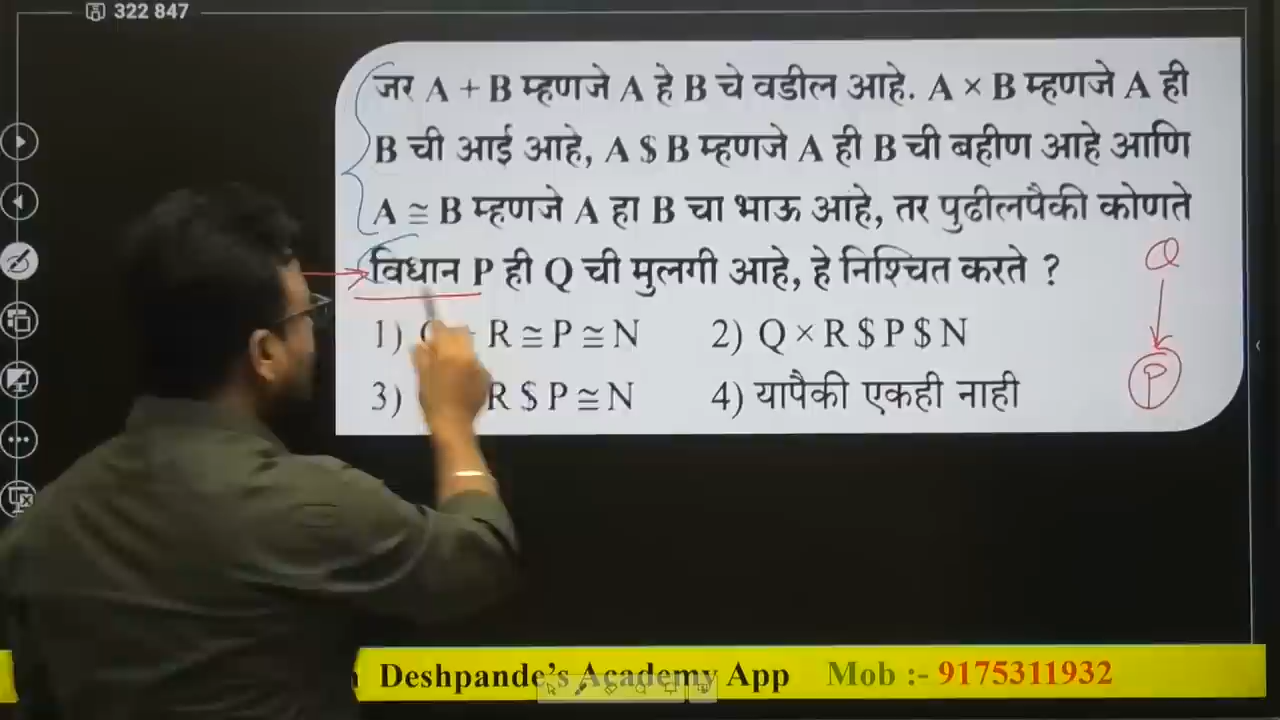 322 847
जर A + B म्हणजे A हे B चे वडील आहे. A × B म्हणजे A ही
B ची आई आहे, A $ B म्हणजे A ही B ची बहीण आहे आणि
A ≅ B म्हणजे A हा B चा भाऊ आहे, तर पुढीलपैकी कोणते
विधान P ही Q ची मुलगी आहे, हे निश्चित करते ?
Q
1) R ≅ P ≅ N 2) Q × R $ P $ N
3) R $ P ≅ N 4) यापैकी एकही नाही
P
Deshpande's Academy App Mob :- 9175311932